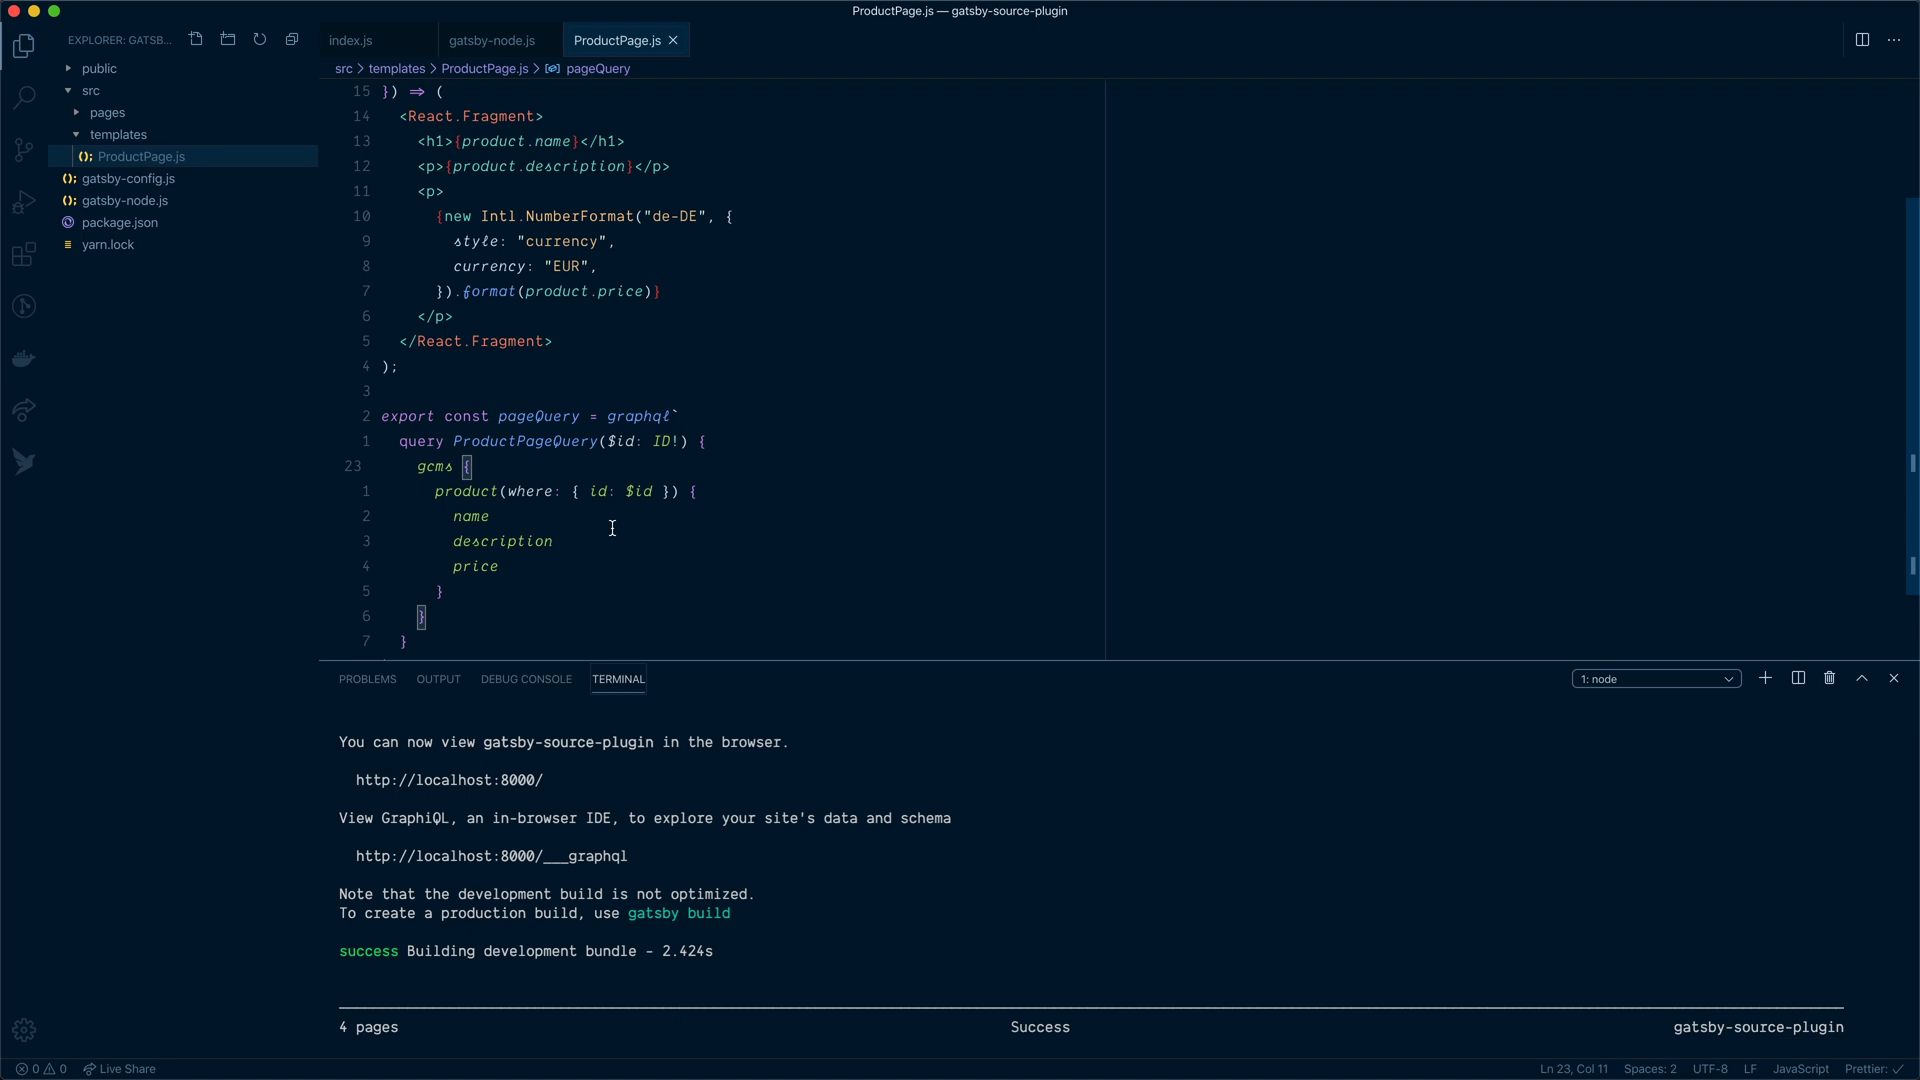 ProductPage.js — gatsby-source-plugin
EXPLORER: GATSB...
index.js
gatsby-node.js
ProductPage.js
src > templates > ProductPage.js > pageQuery
public
src
pages
templates
(); ProductPage.js
(); gatsby-config.js
(); gatsby-node.js
package.json
yarn.lock
15 }) => (
14 <React.Fragment>
13 <h1>{product.name}</h1>
12 <p>{product.description}</p>
11 <p>
10 {new Intl.NumberFormat("de-DE", {
9 style: "currency",
8 currency: "EUR",
7 }).format(product.price)}
6 </p>
5 </React.Fragment>
4 );
3
2 export const pageQuery = graphql`
1 query ProductPageQuery($id: ID!) {
23 gcms {
1 product(where: { id: $id }) {
2 name
3 description
4 price
5 }
6 }
7 }
PROBLEMS OUTPUT DEBUG CONSOLE TERMINAL
1: node
You can now view gatsby-source-plugin in the browser.
http://localhost:8000/
View GraphiQL, an in-browser IDE, to explore your site's data and schema
http://localhost:8000/___graphql
Note that the development build is not optimized.
To create a production build, use gatsby build
success Building development bundle - 2.424s
4 pages Success gatsby-source-plugin
0 0 Live Share Ln 23, Col 11 Spaces: 2 UTF-8 LF JavaScript Prettier: ✓